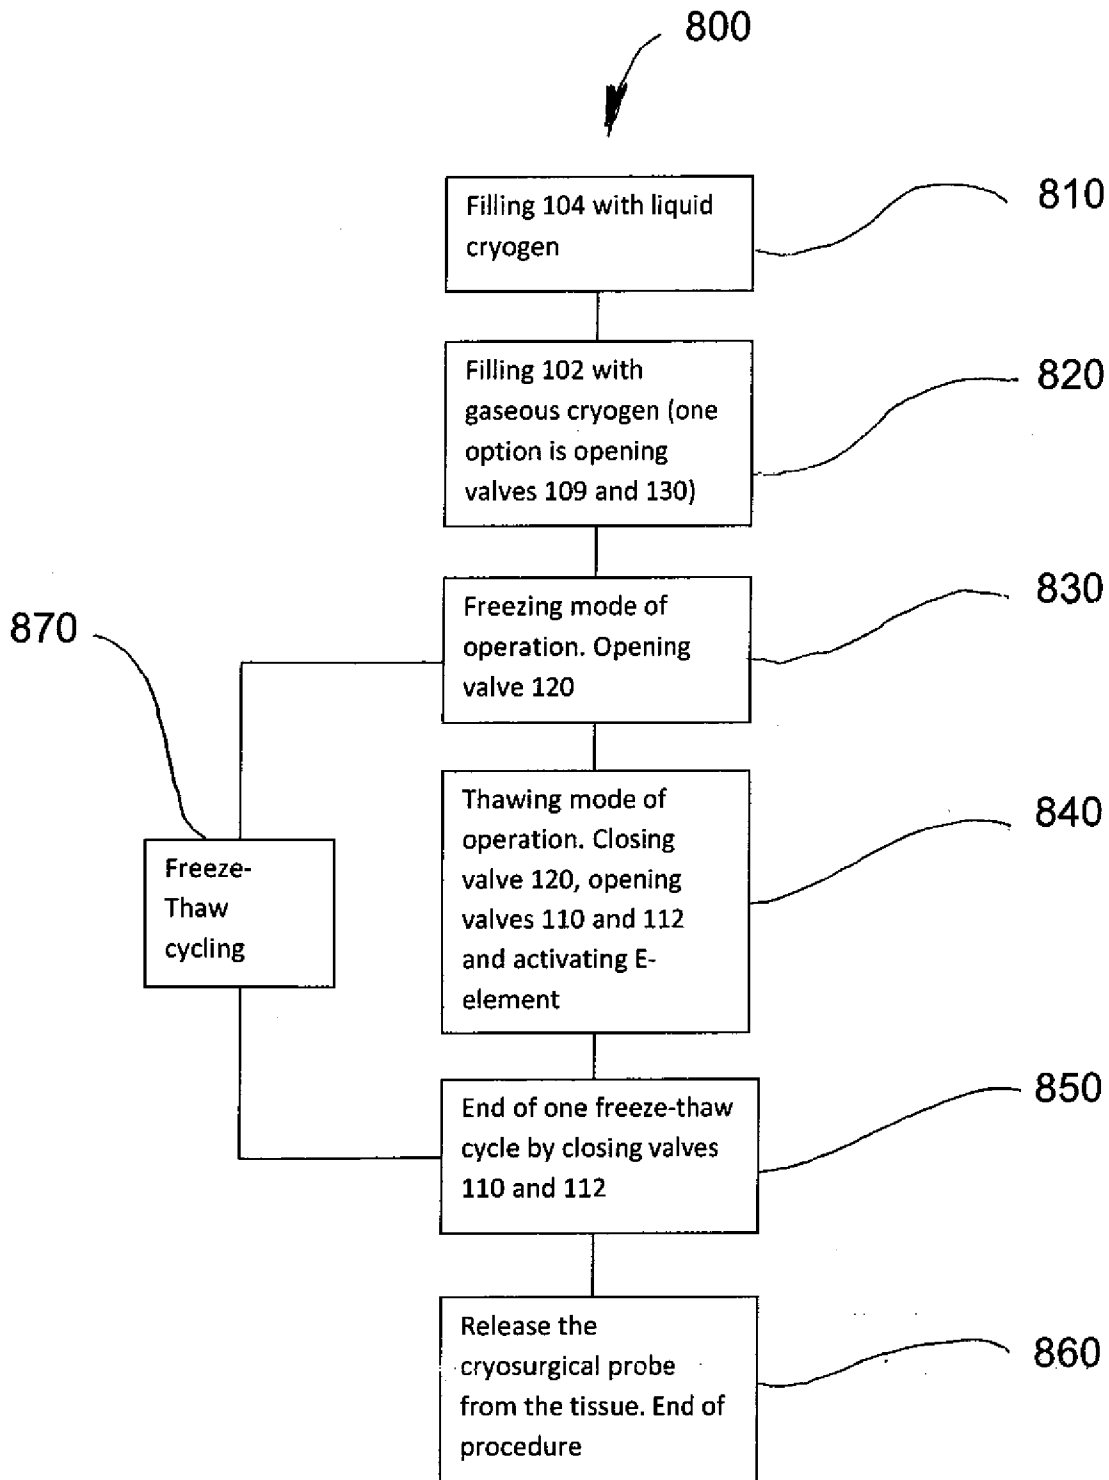 800
Filling 104 with liquid
cryogen
810
Filling 102 with
gaseous cryogen (one
option is opening
valves 109 and 130)
820
Freezing mode of
operation. Opening
valve 120
830
870
Freeze-
Thaw
cycling
Thawing mode of
operation. Closing
valve 120, opening
valves 110 and 112
and activating E-
element
840
End of one freeze-thaw
cycle by closing valves
110 and 112
850
Release the
cryosurgical probe
from the tissue. End of
procedure
860